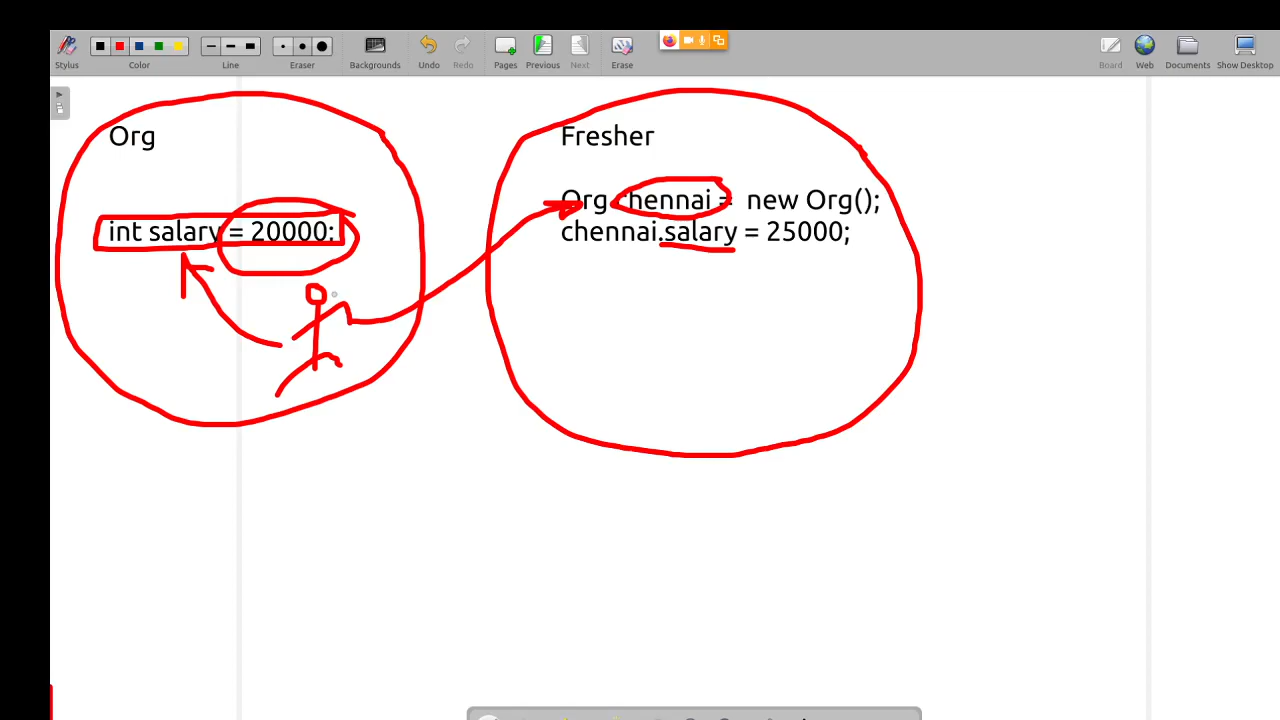 Stylus
Color
Line
Eraser
Backgrounds
Undo
Redo
Pages
Previous
Next
Erase
Board
Web
Documents
Show Desktop
Org
int salary = 20000;
Fresher
Org chennai = new Org();
chennai.salary = 25000;